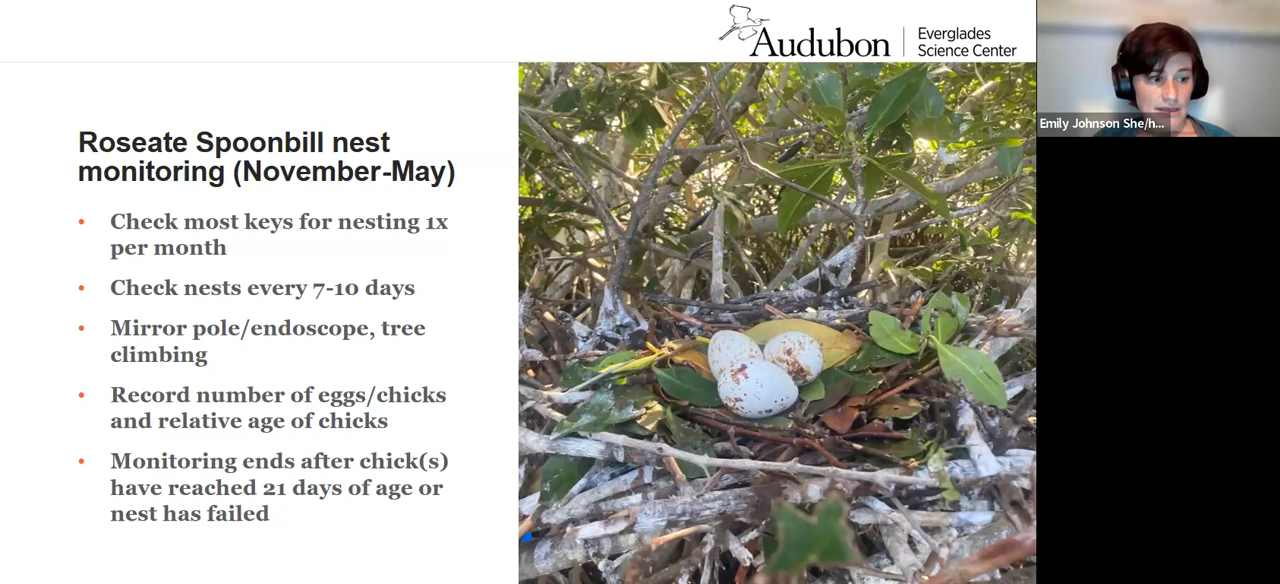 Audubon
Everglades
Science Center
Emily Johnson She/h...
Roseate Spoonbill nest
monitoring (November-May)
• Check most keys for nesting 1x
per month
• Check nests every 7-10 days
• Mirror pole/endoscope, tree
climbing
• Record number of eggs/chicks
and relative age of chicks
• Monitoring ends after chick(s)
have reached 21 days of age or
nest has failed